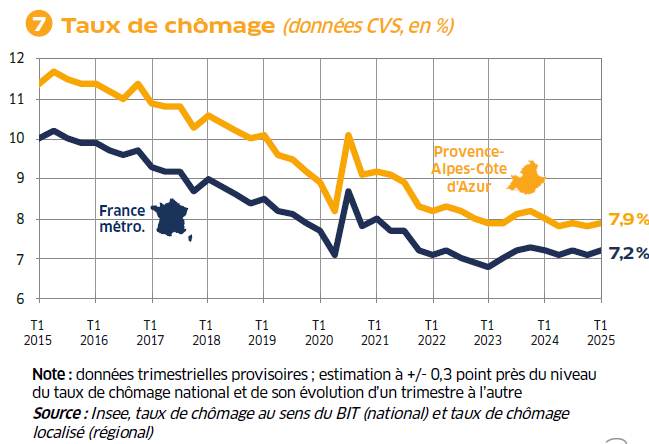 7 Taux de chômage (données CVS, en %)
12
11
10
9
8
7
6
Provence-
Alpes-Côte
d'Azur
France
métro.
7,9 %
7,2 %
T1 T1 T1 T1 T1 T1 T1 T1 T1 T1 T1
2015 2016 2017 2018 2019 2020 2021 2022 2023 2024 2025
Note : données trimestrielles provisoires ; estimation à +/- 0,3 point près du niveau
du taux de chômage national et de son évolution d'un trimestre à l'autre
Source : Insee, taux de chômage au sens du BIT (national) et taux de chômage
localisé (régional)